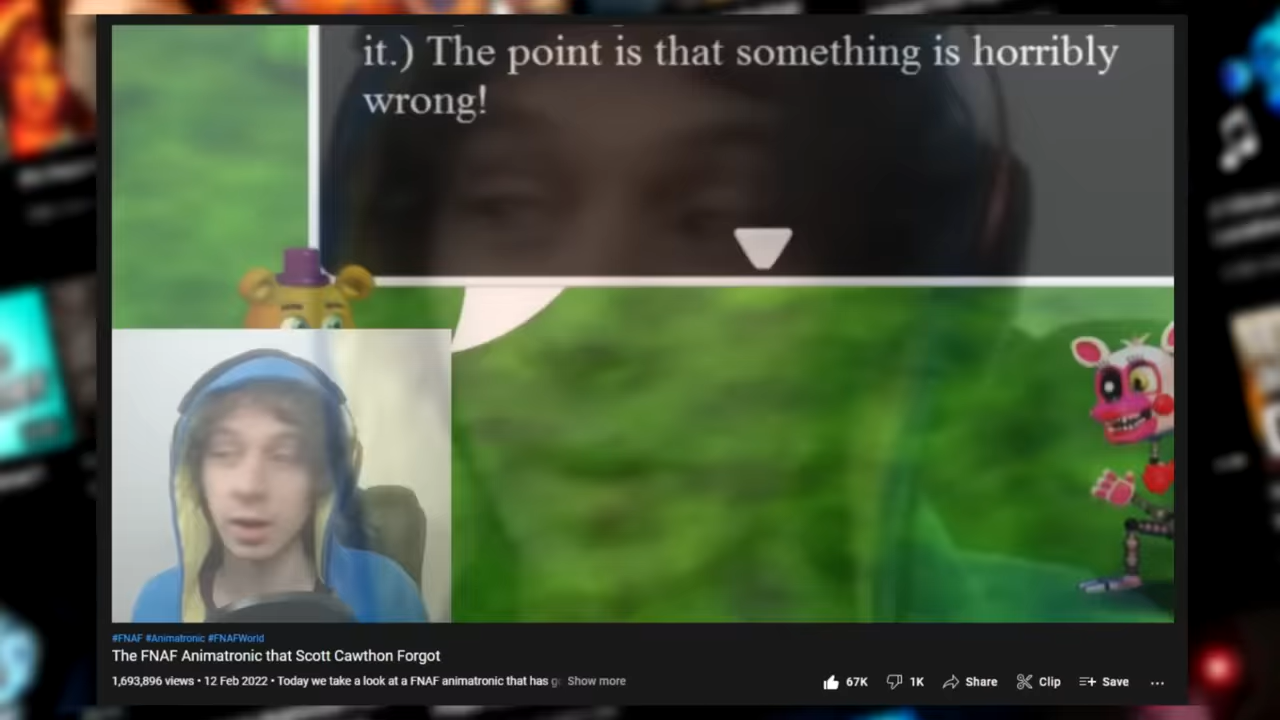 it.) The point is that something is horribly
wrong!
#FNAF #Animatronic #FNAFWorld
The FNAF Animatronic that Scott Cawthon Forgot
1,693,896 views • 12 Feb 2022 • Today we take a look at a FNAF animatronic that has g Show more
67K 1K Share Clip Save ...